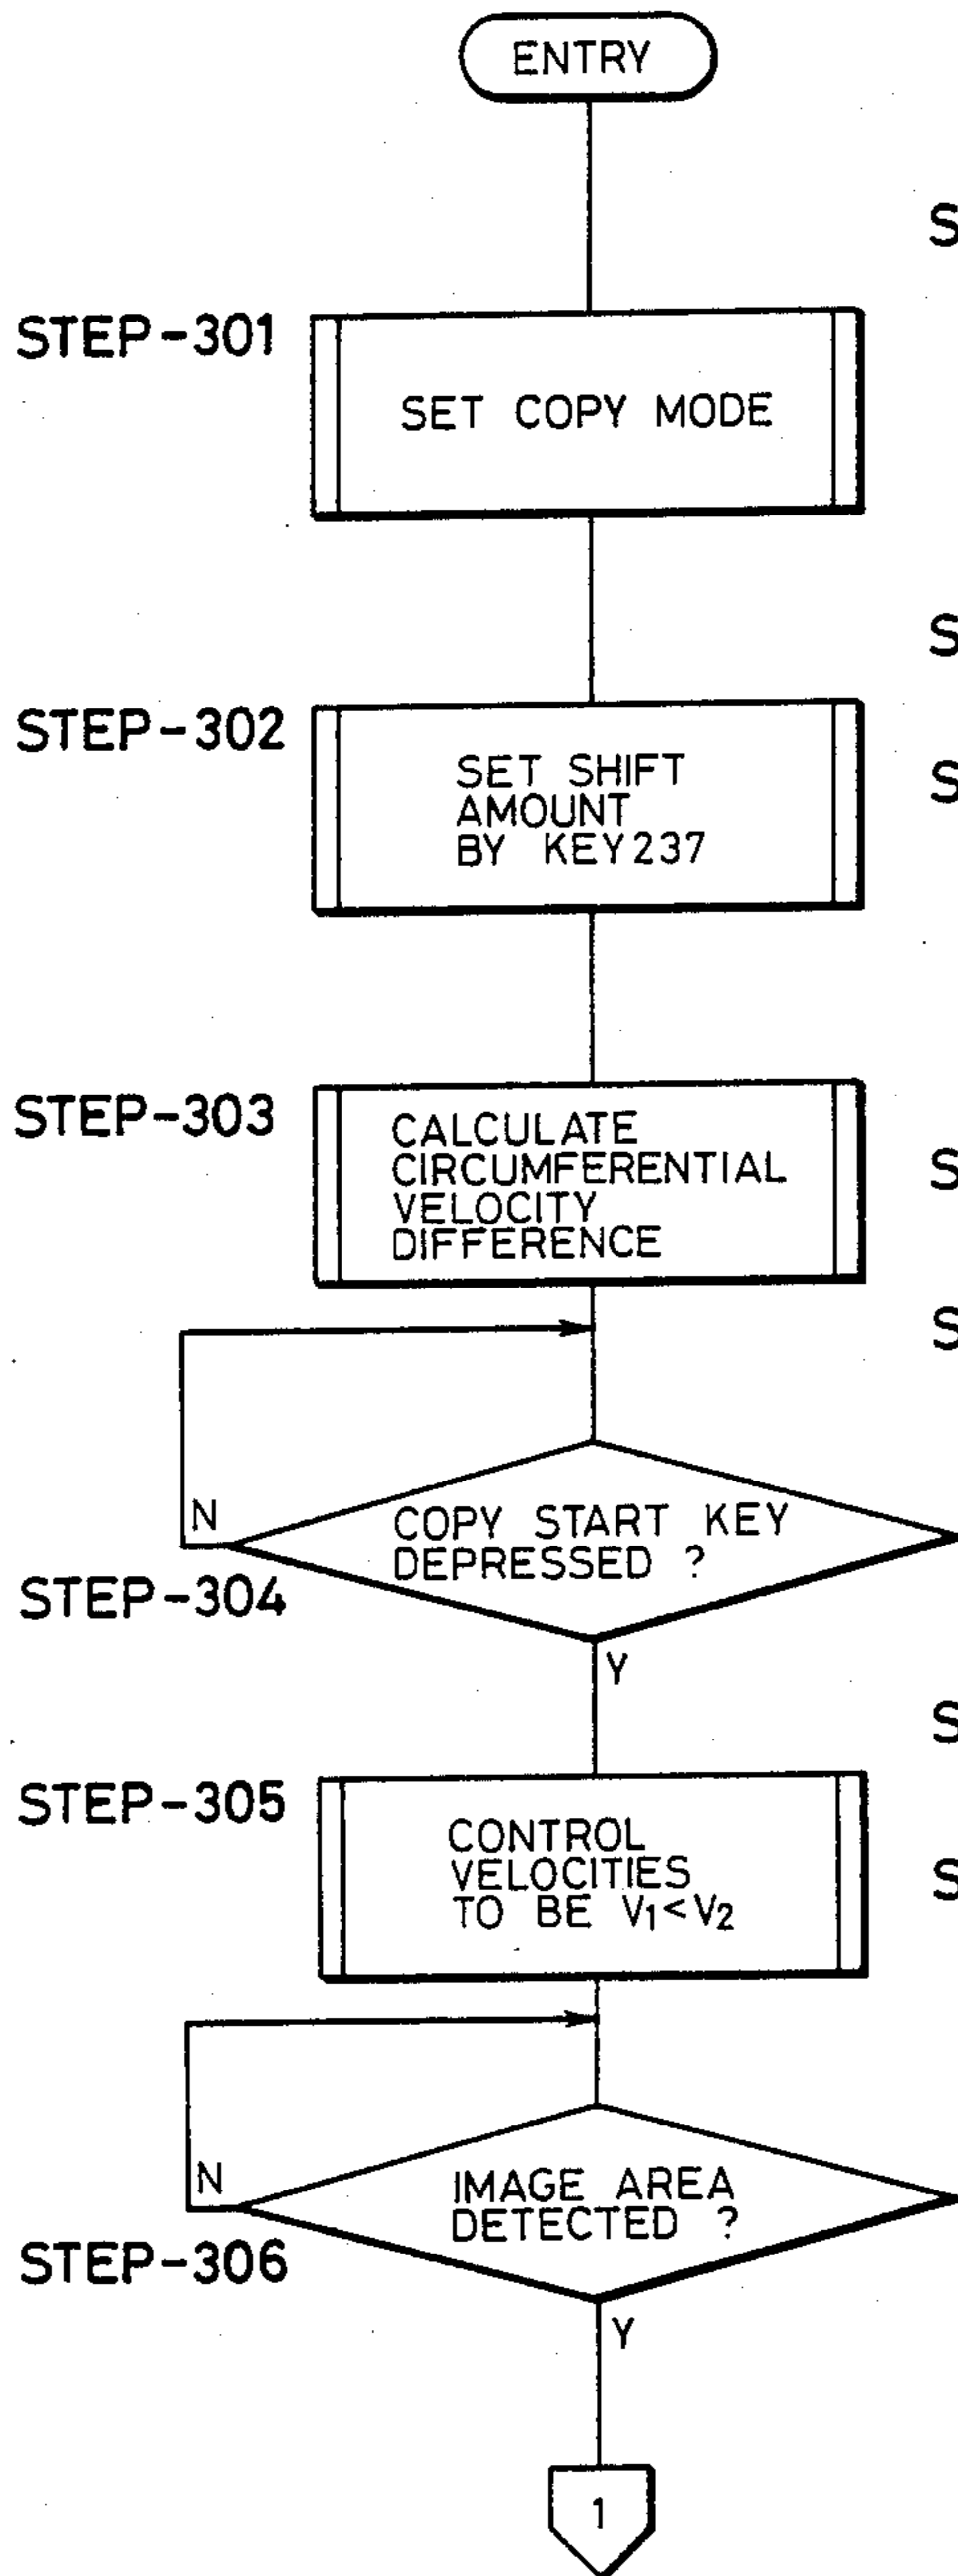 ENTRY
S
STEP-301
SET COPY MODE
S
STEP-302
SET SHIFT
AMOUNT
BY KEY237
S
STEP-303
CALCULATE
CIRCUMFERENTIAL
VELOCITY
DIFFERENCE
S
S
N
COPY START KEY
DEPRESSED ?
STEP-304
Y
S
STEP-305
CONTROL
VELOCITIES
TO BE V₁<V₂
S
N
IMAGE AREA
DETECTED ?
STEP-306
Y
1